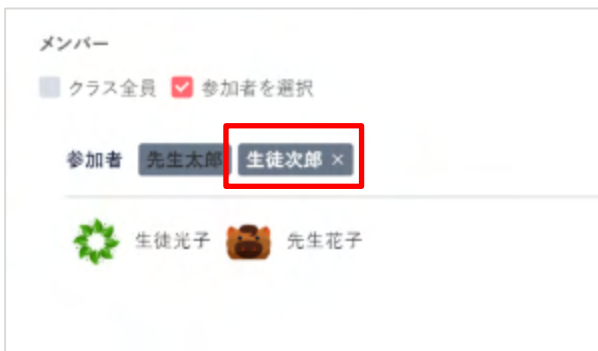 メンバー
クラス全員 参加者を選択
参加者 先生太郎 生徒次郎 ×
生徒光子 先生花子